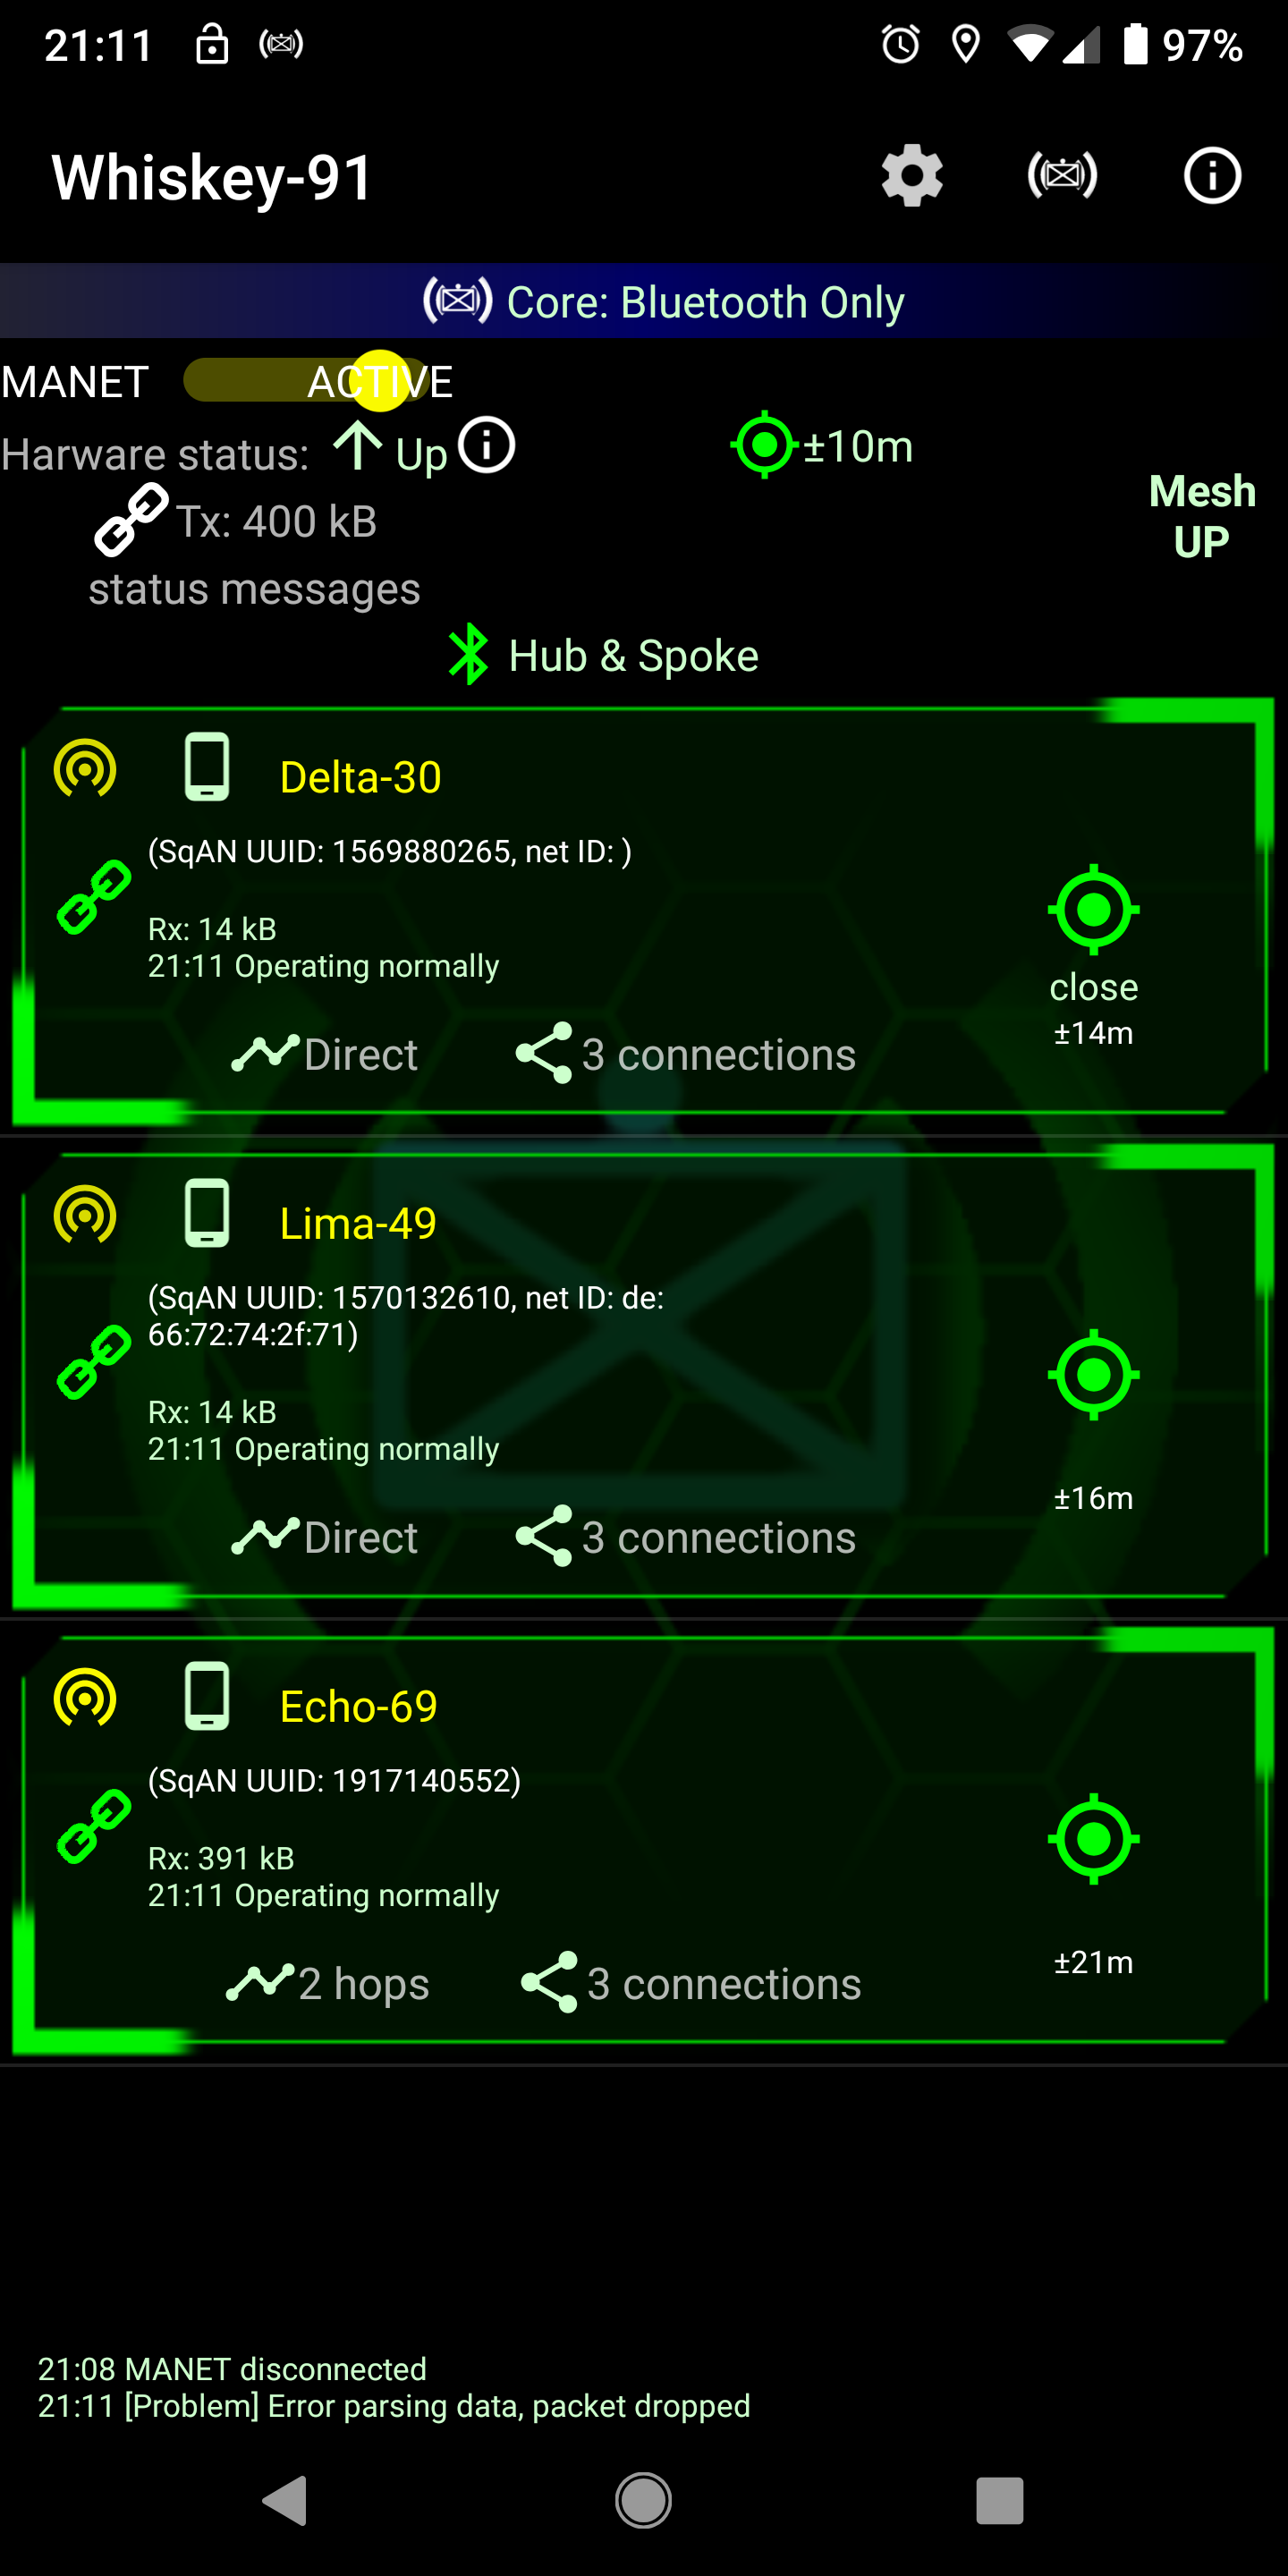 21:11 97%
Whiskey-91
Core: Bluetooth Only
MANET ACTIVE
Harware status: Up ±10m
Mesh
UP
Tx: 400 kB
status messages
Hub & Spoke
Delta-30
(SqAN UUID: 1569880265, net ID: )
Rx: 14 kB
21:11 Operating normally
close
±14m
Direct 3 connections
Lima-49
(SqAN UUID: 1570132610, net ID: de:
66:72:74:2f:71)
Rx: 14 kB
21:11 Operating normally
±16m
Direct 3 connections
Echo-69
(SqAN UUID: 1917140552)
Rx: 391 kB
21:11 Operating normally
±21m
2 hops 3 connections
21:08 MANET disconnected
21:11 [Problem] Error parsing data, packet dropped